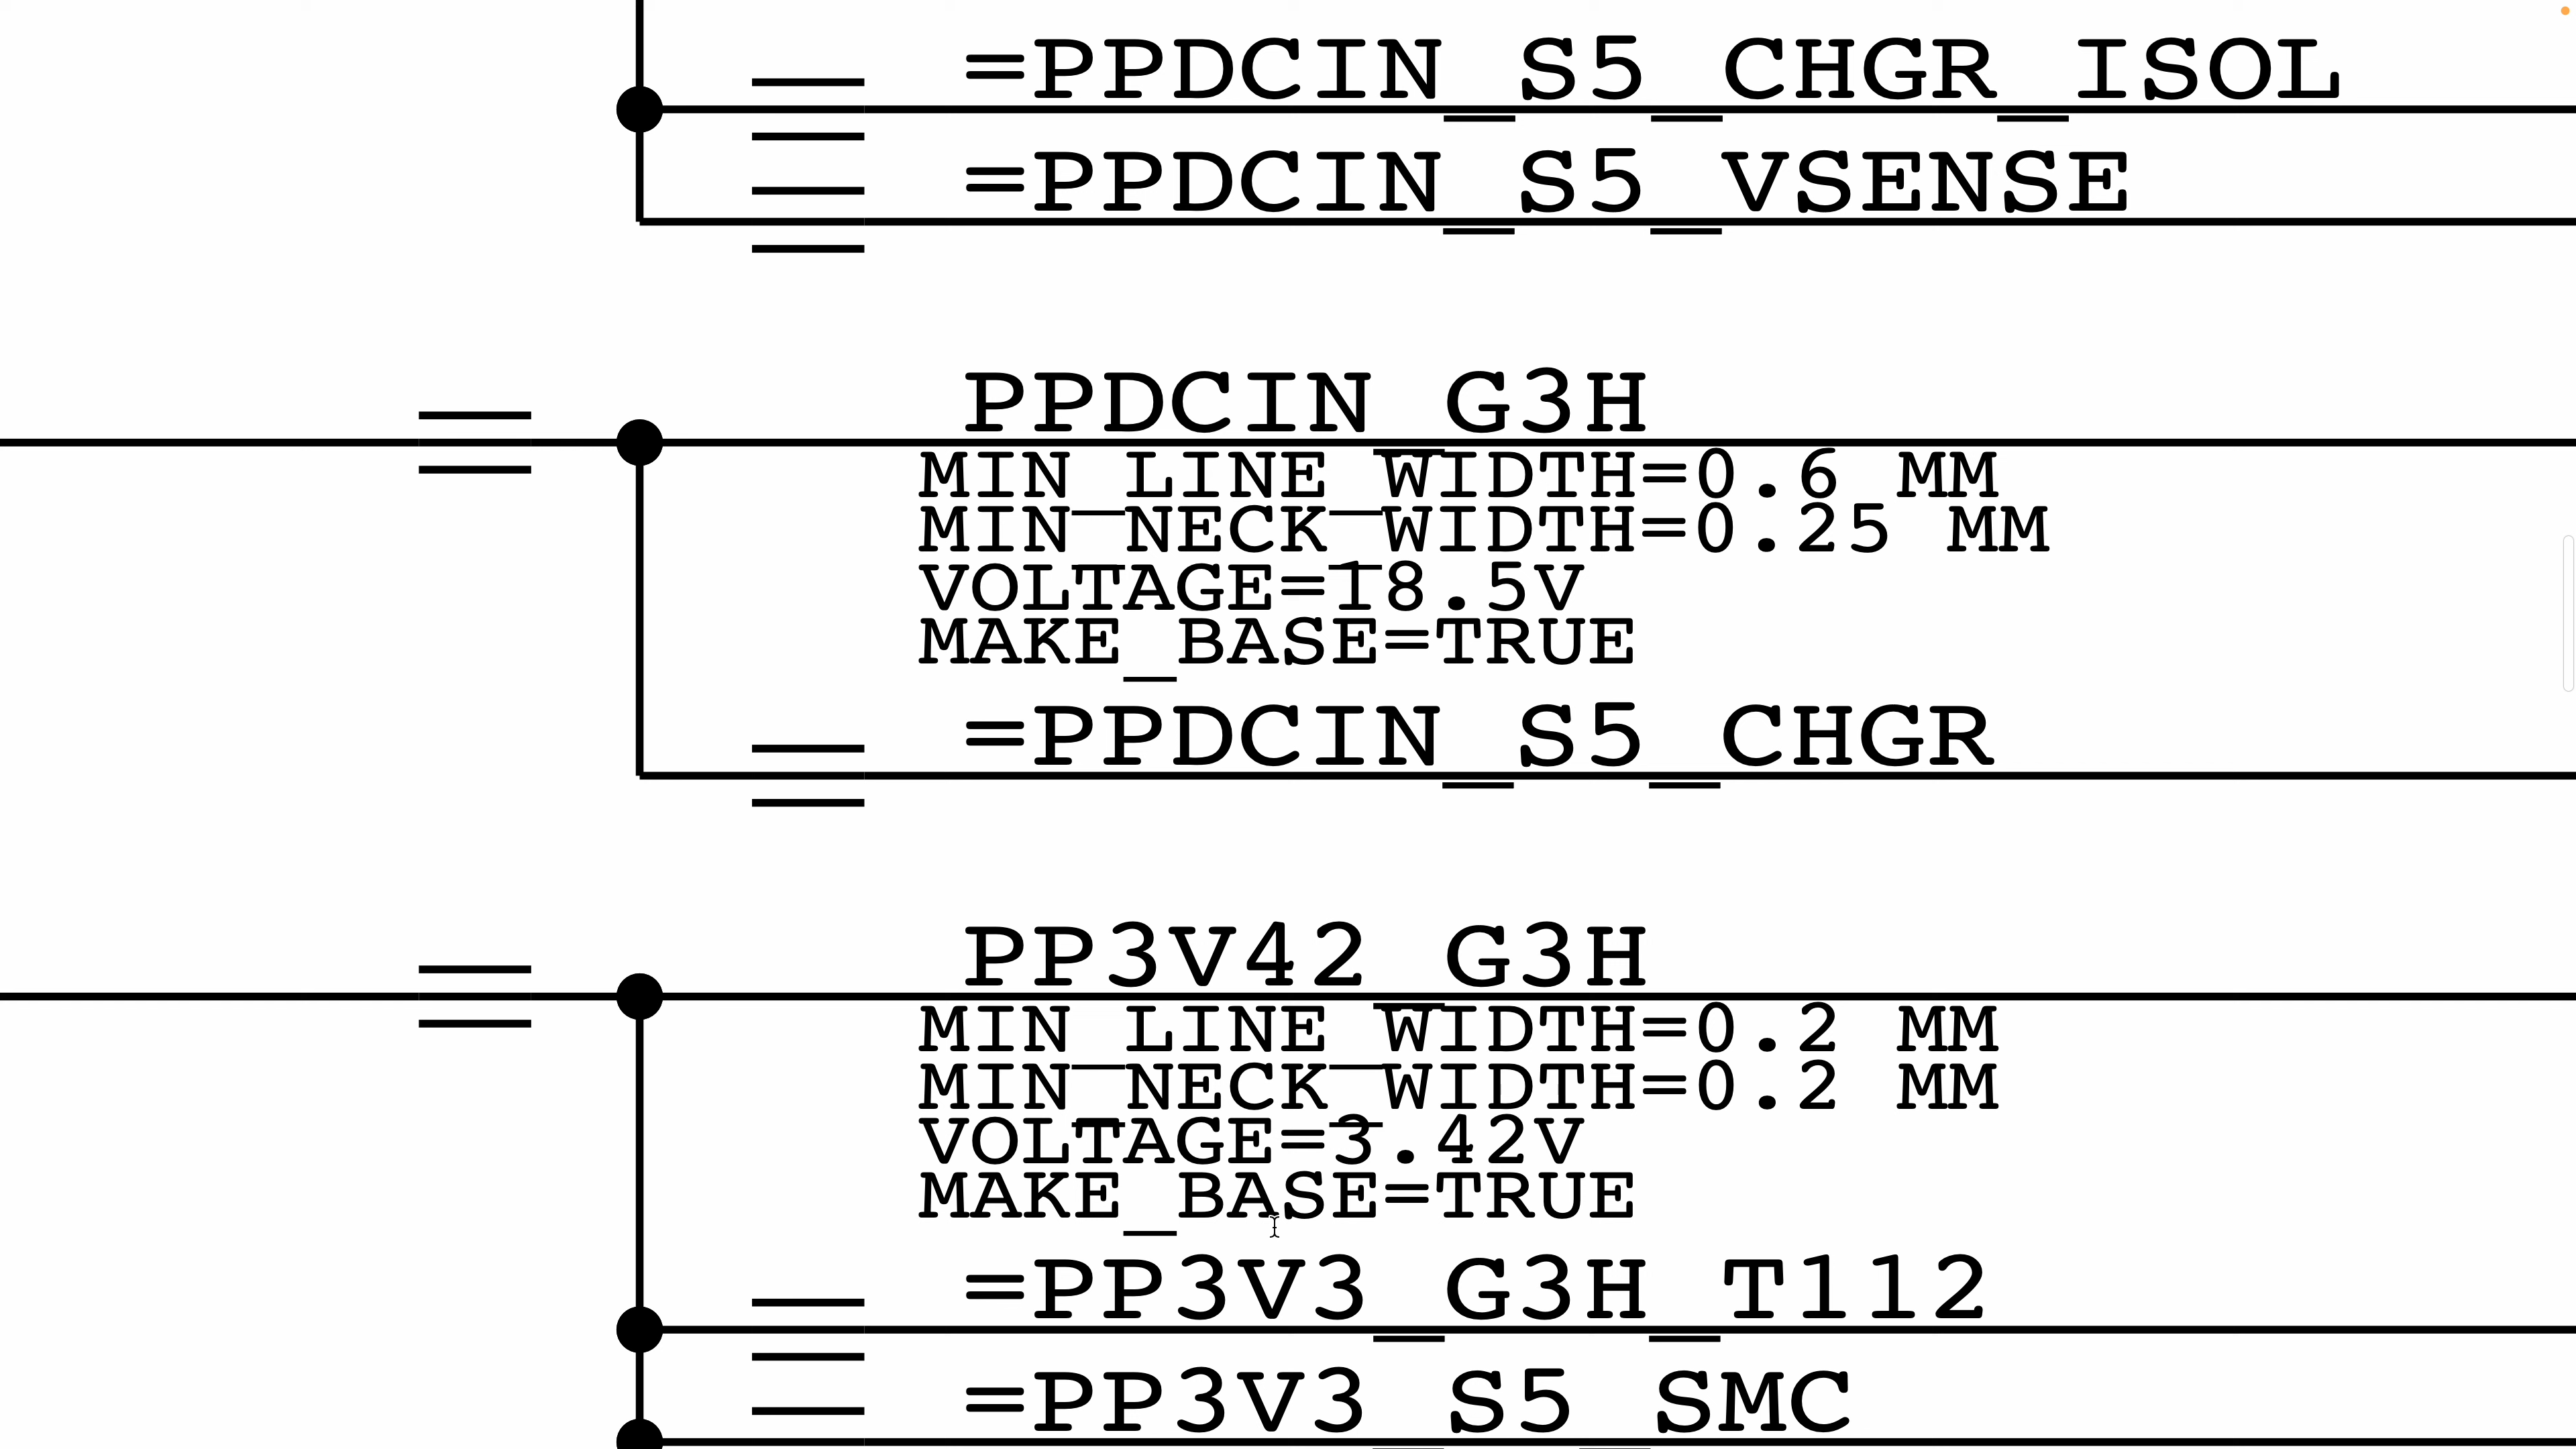 =PPDCIN_S5_CHGR_ISOL
=PPDCIN_S5_VSENSE
PPDCIN_G3H
MIN_LINE_WIDTH=0.6 MM
MIN_NECK_WIDTH=0.25 MM
VOLTAGE=18.5V
MAKE_BASE=TRUE
=PPDCIN_S5_CHGR
PP3V42_G3H
MIN_LINE_WIDTH=0.2 MM
MIN_NECK_WIDTH=0.2 MM
VOLTAGE=3.42V
MAKE_BASE=TRUE
=PP3V3_G3H_T112
=PP3V3_S5_SMC